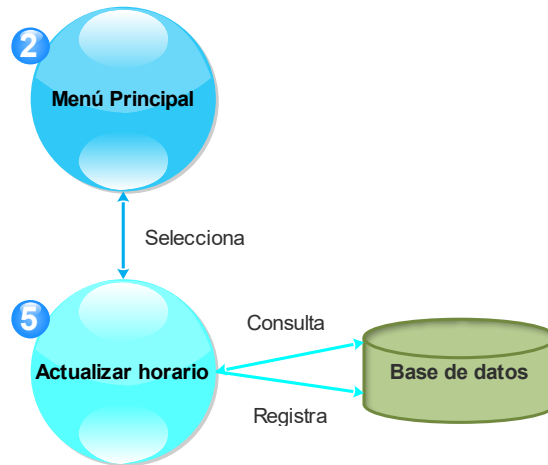 2
Menú Principal
Selecciona
5
Actualizar horario
Consulta
Base de datos
Registra